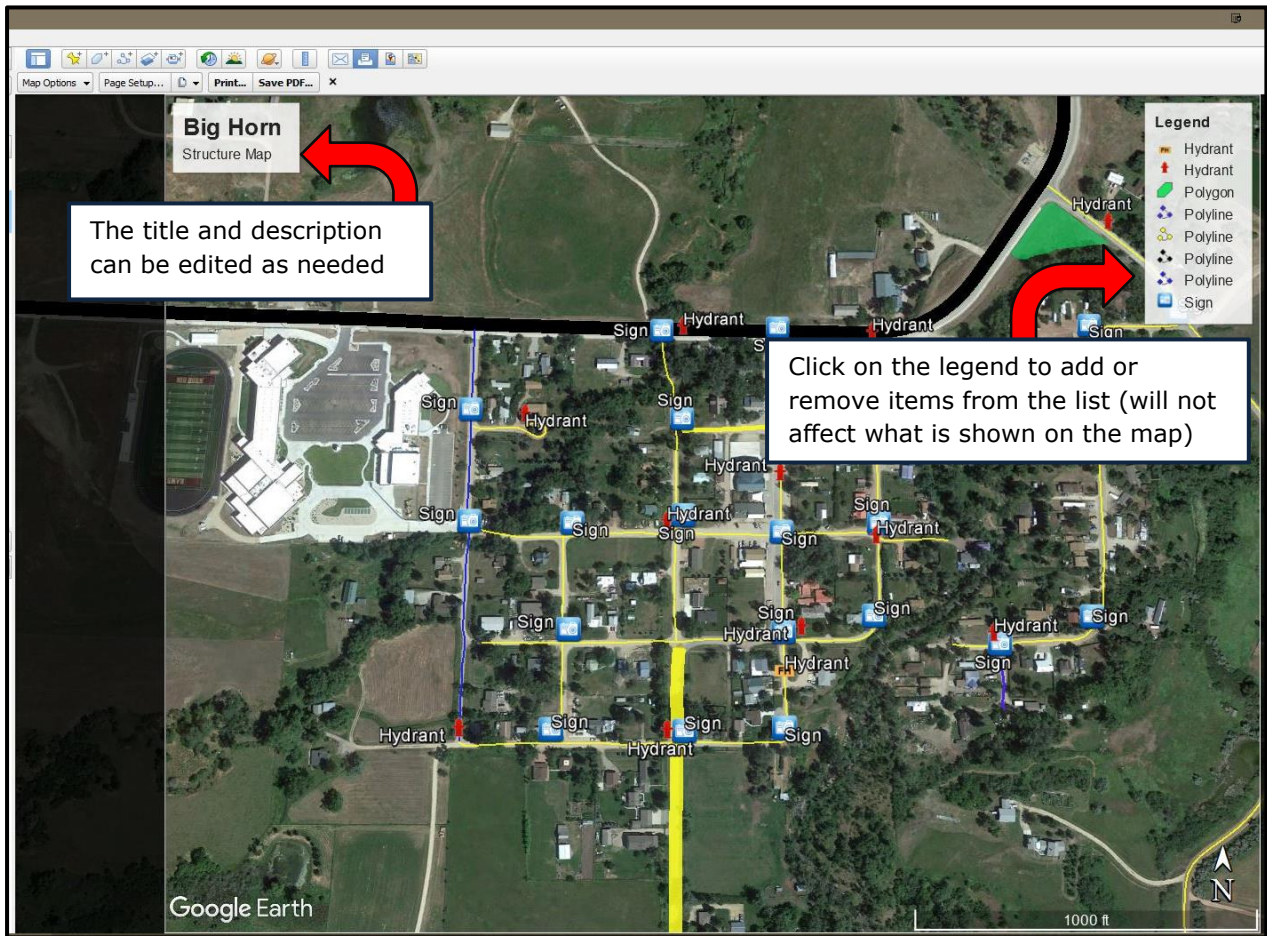 Map Options
Page Setup...
Print...
Save PDF...
Big Horn
Structure Map
The title and description
can be edited as needed
Legend
FH Hydrant
Hydrant
Polygon
Polyline
Polyline
Polyline
Polyline
Sign
Click on the legend to add or
remove items from the list (will not
affect what is shown on the map)
Hydrant
Sign
Hydrant
S
Hydrant
Sign
Sign
Hydrant
Sign
Hydrant
Sign
Sign
Sign
Hydrant
Sign
Sign
Sign
Hydrant
Sign
Sign
Hydrant
Sign
Hydrant
Sign
Hydrant
FH
Hydrant
Sign
Sign
Hydrant
Sign
Hydrant
Google Earth
N
1000 ft